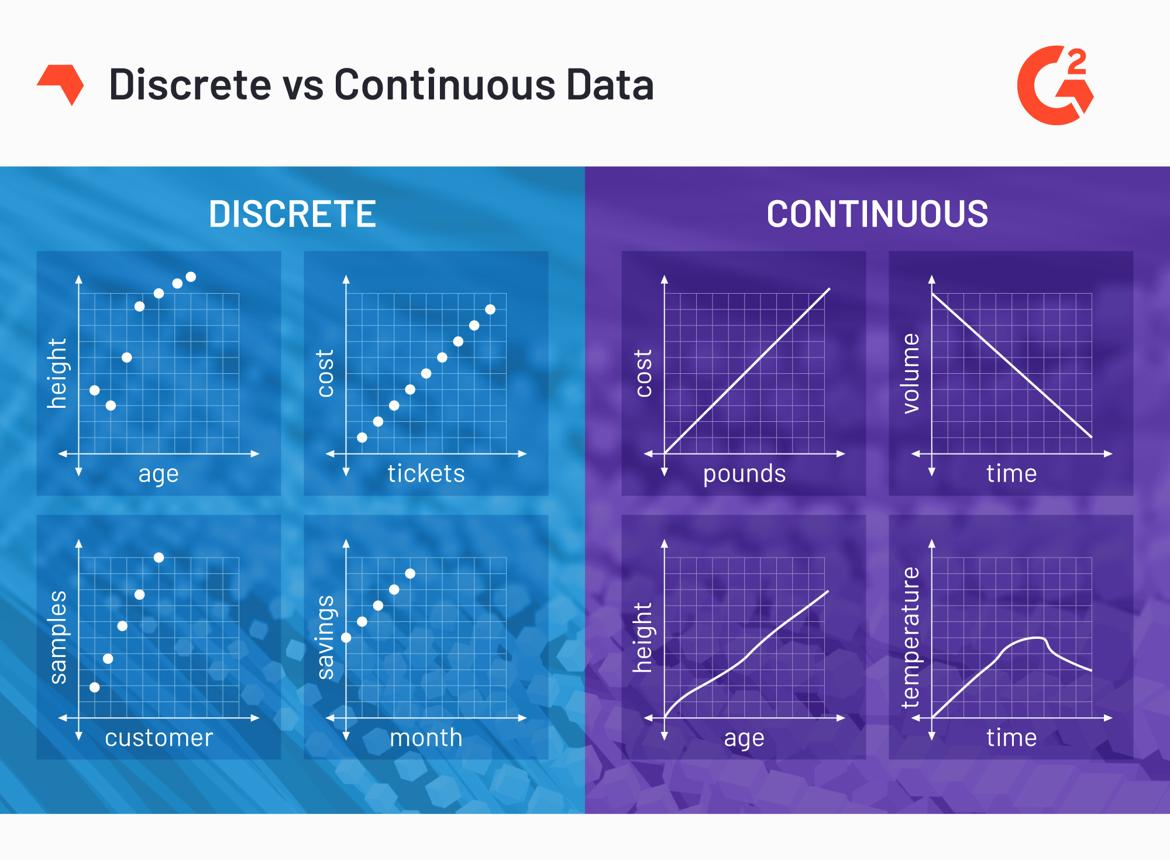 Discrete vs Continuous Data
G2
DISCRETE
CONTINUOUS
height
age
cost
tickets
cost
pounds
volume
time
samples
customer
savings
month
height
age
temperature
time